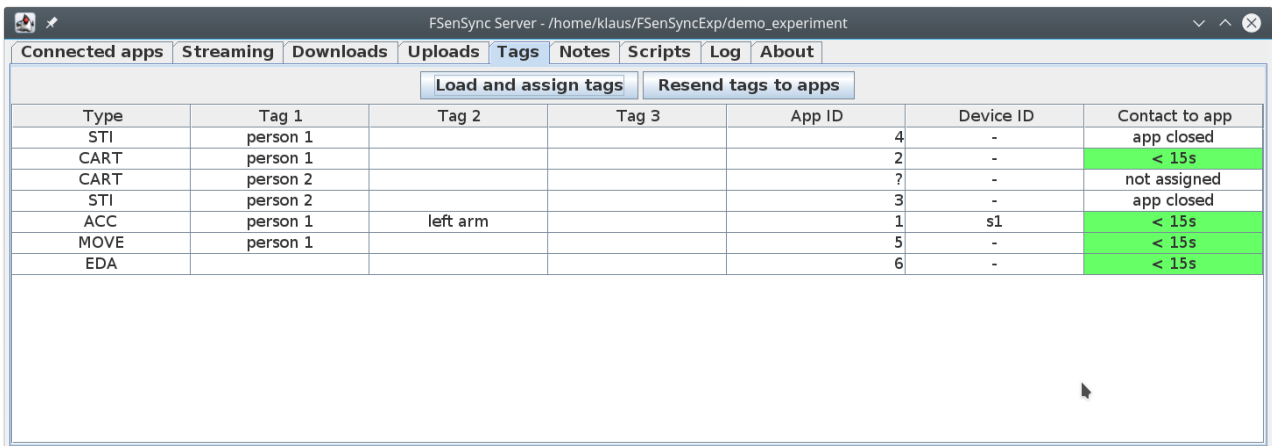 FSenSync Server - /home/klaus/FSenSyncExp/demo_experiment
Connected apps Streaming Downloads Uploads Tags Notes Scripts Log About
Load and assign tags Resend tags to apps
Type Tag 1 Tag 2 Tag 3 App ID Device ID Contact to app
STI person 1 4 - app closed
CART person 1 2 - < 15s
CART person 2 ? - not assigned
STI person 2 3 - app closed
ACC person 1 left arm 1 s1 < 15s
MOVE person 1 5 - < 15s
EDA 6 - < 15s